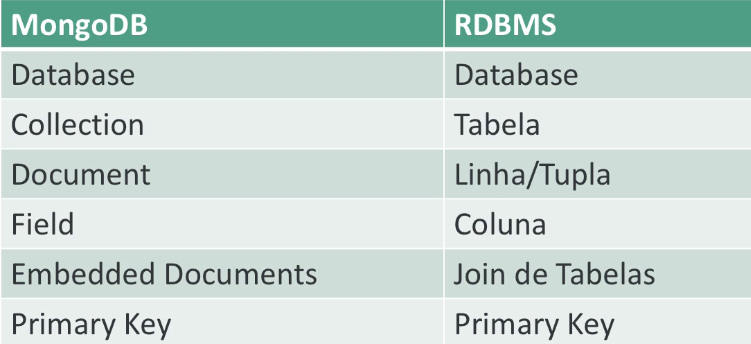 MongoDB RDBMS
Database Database
Collection Tabela
Document Linha/Tupla
Field Coluna
Embedded Documents Join de Tabelas
Primary Key Primary Key